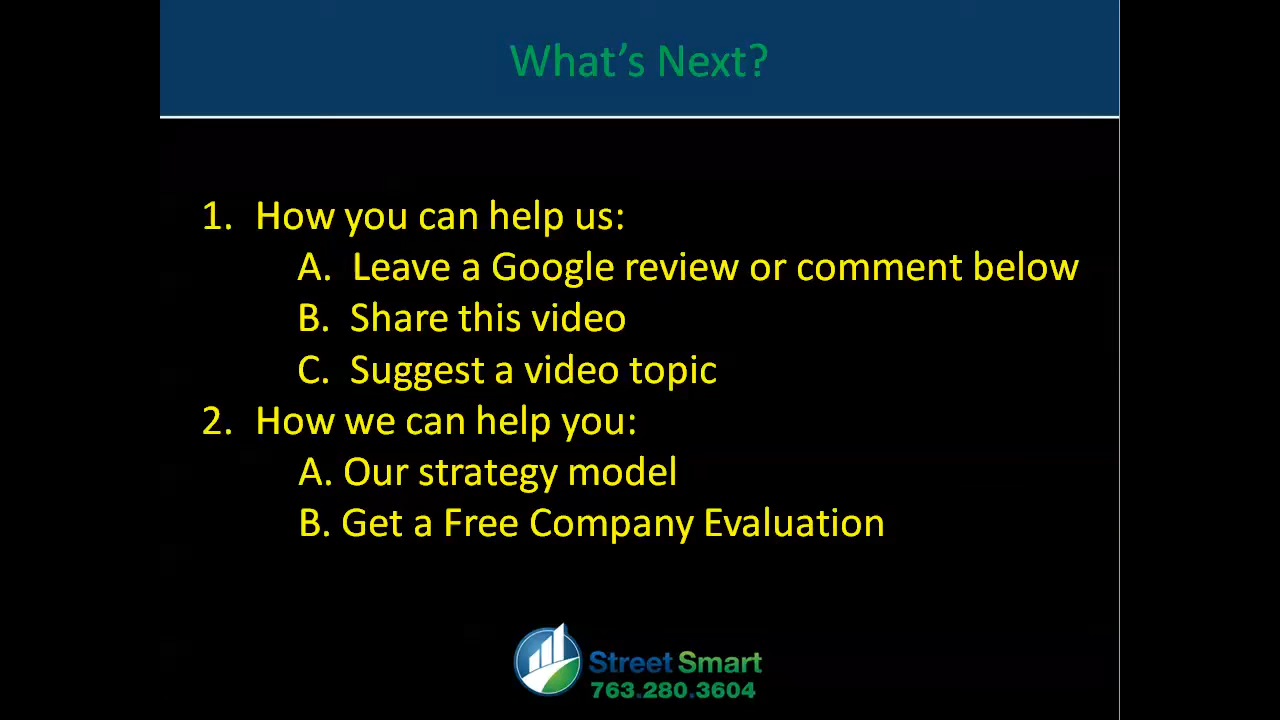 What’s Next?
1. How you can help us:
A. Leave a Google review or comment below
B. Share this video
C. Suggest a video topic
2. How we can help you:
A. Our strategy model
B. Get a Free Company Evaluation
Street Smart
763.280.3604